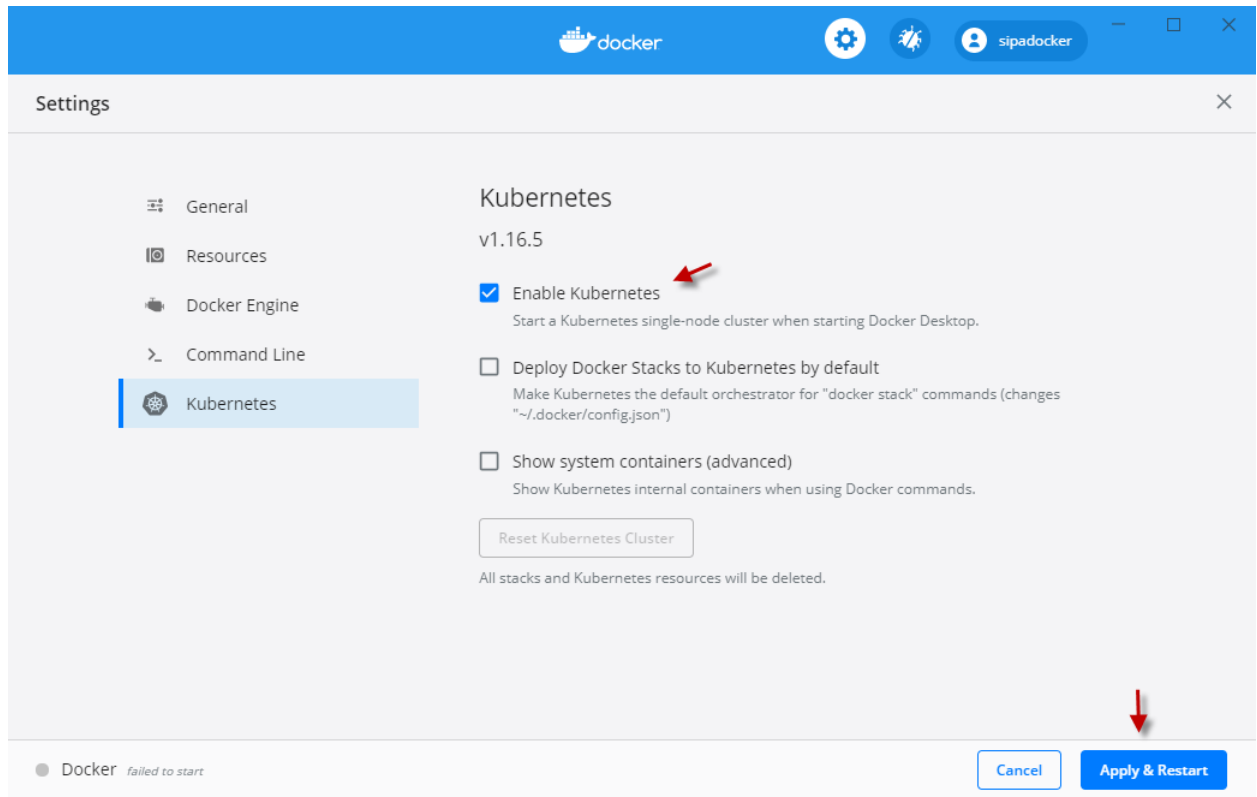 docker
sipadocker
Settings
General
Resources
Docker Engine
Command Line
Kubernetes
Kubernetes
v1.16.5
Enable Kubernetes
Start a Kubernetes single-node cluster when starting Docker Desktop.
Deploy Docker Stacks to Kubernetes by default
Make Kubernetes the default orchestrator for "docker stack" commands (changes
"~/.docker/config.json")
Show system containers (advanced)
Show Kubernetes internal containers when using Docker commands.
Reset Kubernetes Cluster
All stacks and Kubernetes resources will be deleted.
Docker failed to start
Cancel
Apply & Restart